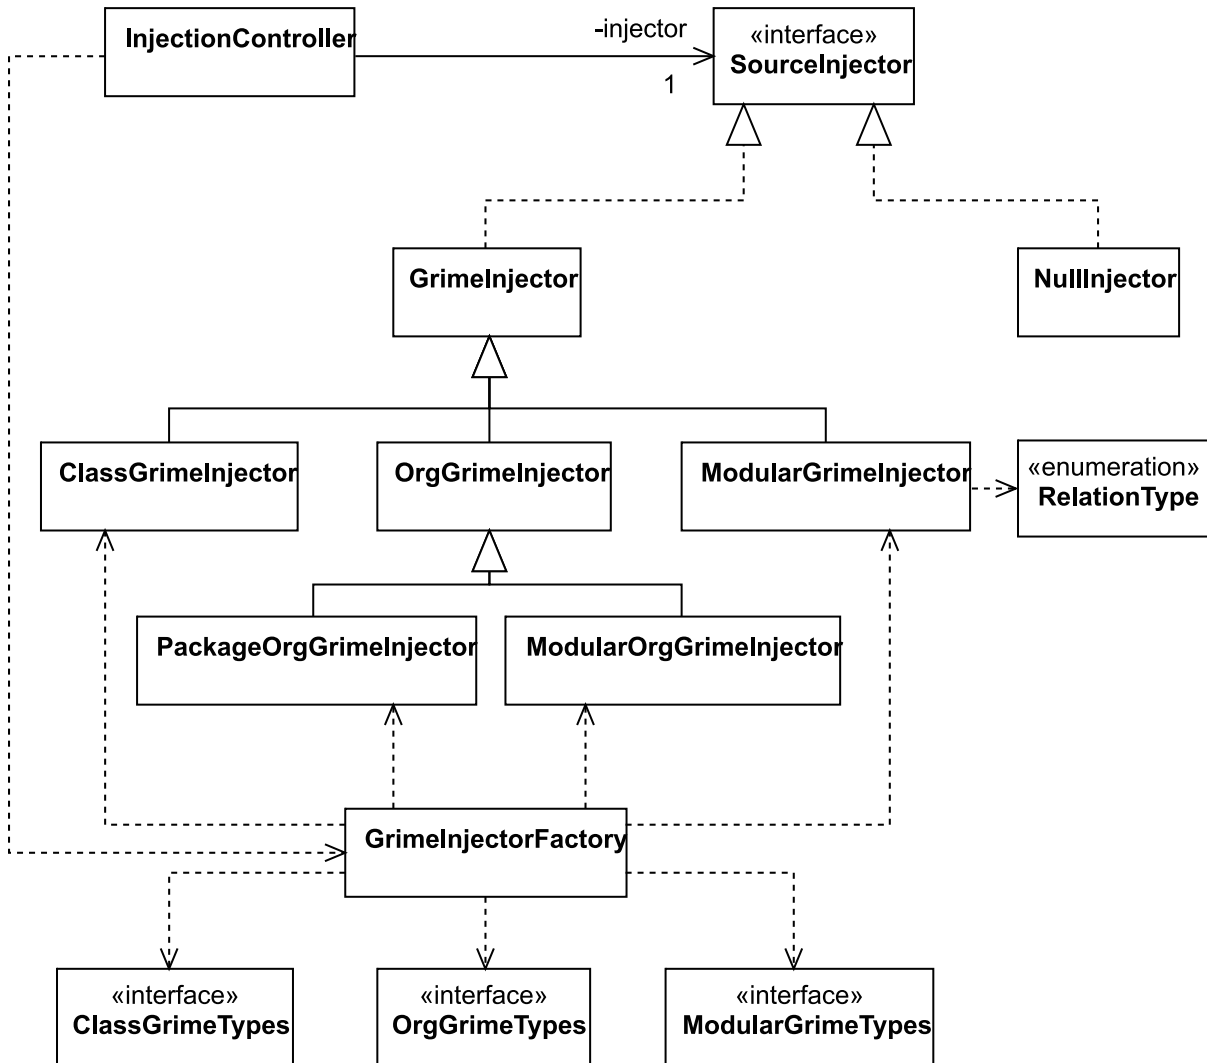 InjectionController
-injector
1
«interface»
SourceInjector
GrimeInjector
NullInjector
ClassGrimeInjector
OrgGrimeInjector
ModularGrimeInjector
«enumeration»
RelationType
PackageOrgGrimeInjector
ModularOrgGrimeInjector
GrimeInjectorFactory
«interface»
ClassGrimeTypes
«interface»
OrgGrimeTypes
«interface»
ModularGrimeTypes